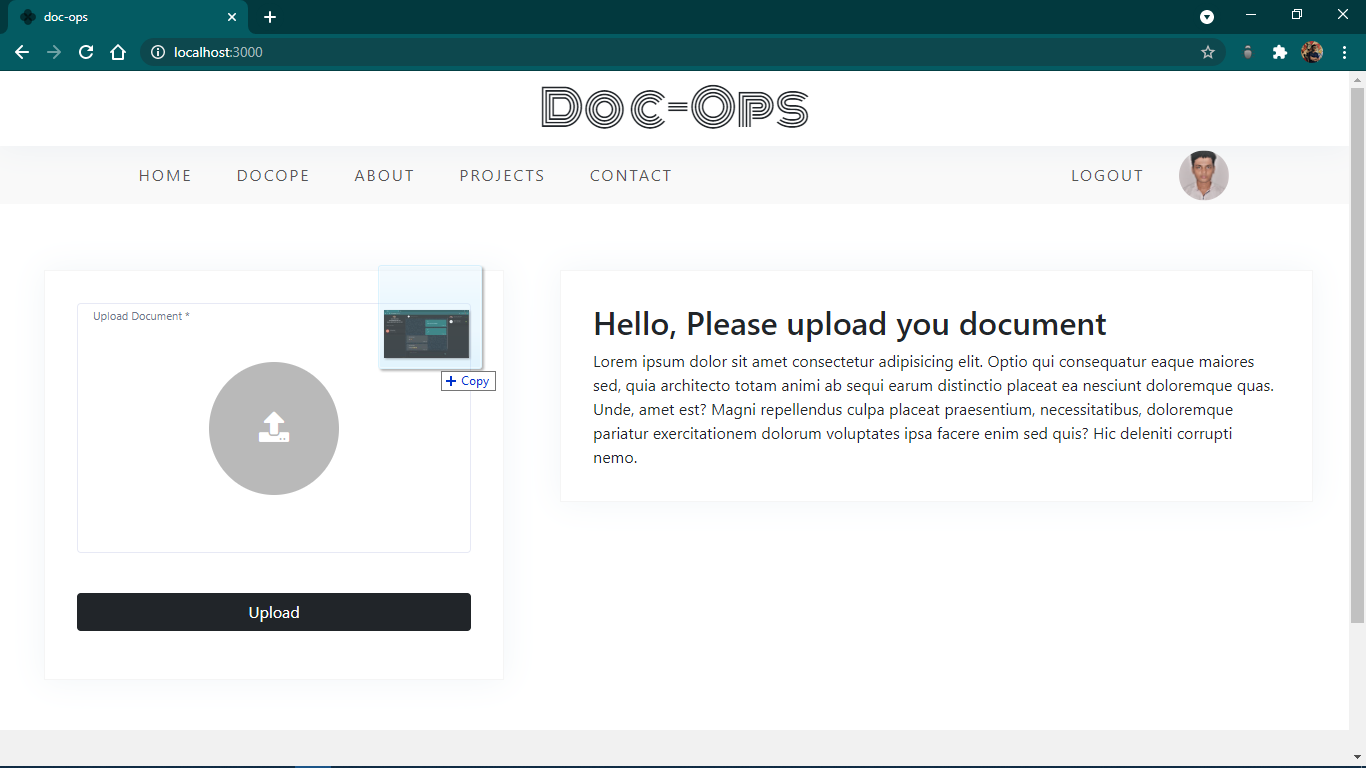 doc-ops
localhost:3000
Doc-Ops
HOME DOCOPE ABOUT PROJECTS CONTACT LOGOUT
Upload Document *
Copy
Upload
Hello, Please upload you document
Lorem ipsum dolor sit amet consectetur adipisicing elit. Optio qui consequatur eaque maiores
sed, quia architecto totam animi ab sequi earum distinctio placeat ea nesciunt doloremque quas.
Unde, amet est? Magni repellendus culpa placeat praesentium, necessitatibus, doloremque
pariatur exercitationem dolorum voluptates ipsa facere enim sed quis? Hic deleniti corrupti
nemo.